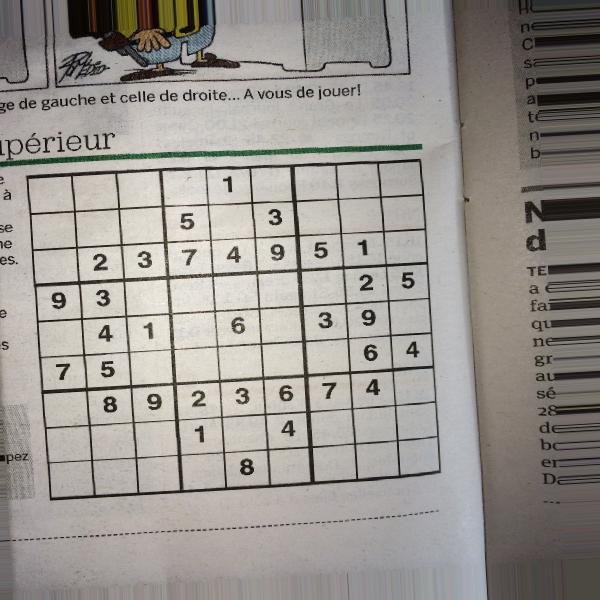 ge de gauche et celle de droite... A vous de jouer!
périeur
à
se
ne
es.
1
5 3
2 3 7 4 9 5 1
9 3 2 5
4 1 6 3 9
7 5 6 4
8 9 2 3 6 7 4
1 4
8
pez
N
d
TE
a
fa
qu
ne
gr
au
sé
28
de
be
er
D